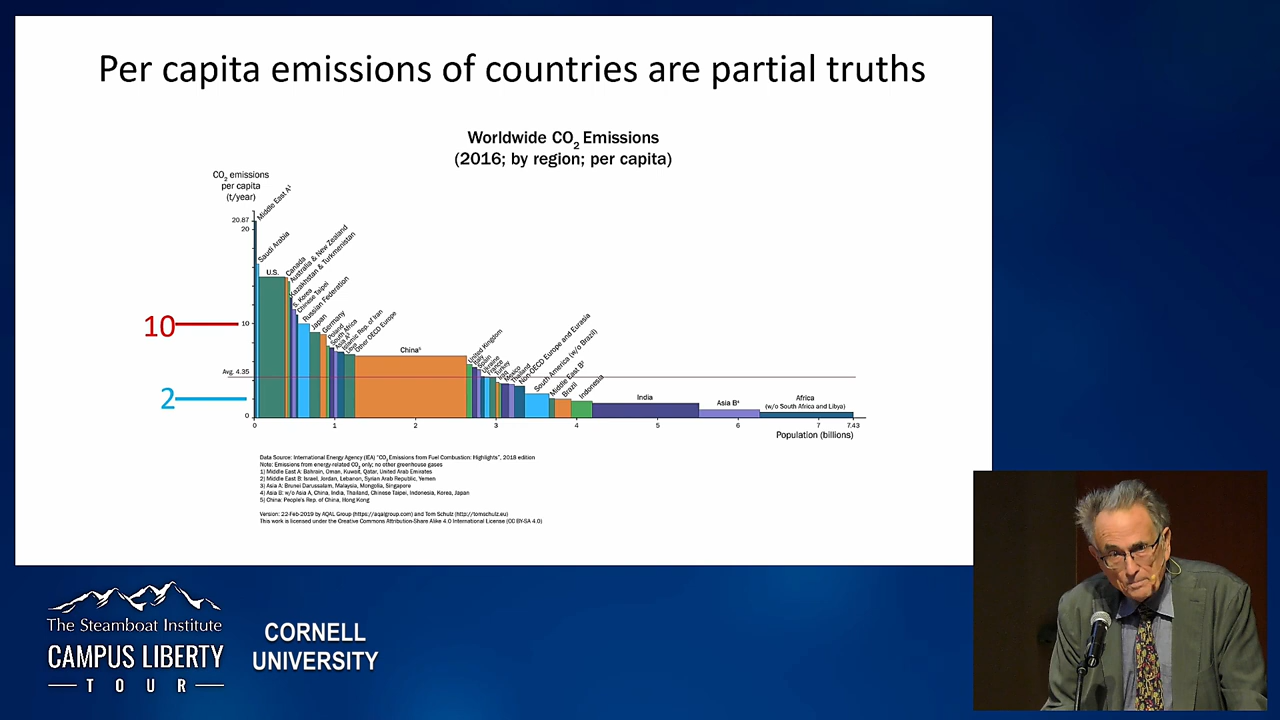 Per capita emissions of countries are partial truths
Worldwide CO2 Emissions
(2016; by region; per capita)
CO2 emissions
per capita
(t/year)
20.87
20
10
Avg. 4.35
0
10
2
Middle East A¹
Saudi Arabia
U.S.
Canada
Australia & New Zealand
Kazakhstan & Turkmenistan
S. Korea
Chinese Taipei
Russian Federation
Japan
Germany
Poland
South Africa
Asia A³
Islamic Rep. of Iran
Other OECD Europe
China⁵
United Kingdom
Italy
Spain
Ukraine
France
Turkey
Iraq
Mexico
Thailand
Non-OECD Europe and Eurasia
South America (w/o Brazil)
Middle East B²
Brazil
Indonesia
India
Asia B⁴
Africa
(w/o South Africa and Libya)
0 1 2 3 4 5 6 7 7.43
Population (billions)
Data Source: International Energy Agency (IEA) "CO2 Emissions from Fuel Combustion: Highlights", 2018 edition
Note: Emissions from energy-related CO2 only; no other greenhouse gases
1) Middle East A: Bahrain, Oman, Kuwait, Qatar, United Arab Emirates
2) Middle East B: Israel, Jordan, Lebanon, Syrian Arab Republic, Yemen
3) Asia A: Brunei Darussalam, Malaysia, Mongolia, Singapore
4) Asia B: w/o Asia A, China, India, Thailand, Chinese Taipei, Indonesia, Korea, Japan
5) China: People's Rep. of China, Hong Kong
Version: 22-Feb-2019 by AQAL Group (https://aqalgroup.com) and Tom Schulz (http://tomschulz.eu)
This work is licensed under the Creative Commons Attribution-Share Alike 4.0 International License (CC BY-SA 4.0)
The Steamboat Institute
CAMPUS LIBERTY
TOUR
CORNELL
UNIVERSITY